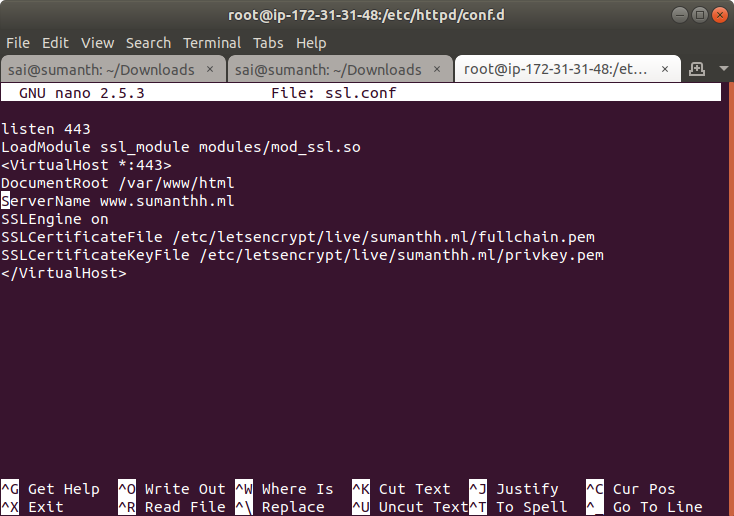 root@ip-172-31-31-48:/etc/httpd/conf.d
File Edit View Search Terminal Tabs Help
sai@sumanth: ~/Downloads × sai@sumanth: ~/Downloads × root@ip-172-31-31-48:/et... ×
GNU nano 2.5.3 File: ssl.conf
listen 443
LoadModule ssl_module modules/mod_ssl.so
<VirtualHost *:443>
DocumentRoot /var/www/html
ServerName www.sumanthh.ml
SSLEngine on
SSLCertificateFile /etc/letsencrypt/live/sumanthh.ml/fullchain.pem
SSLCertificateKeyFile /etc/letsencrypt/live/sumanthh.ml/privkey.pem
</VirtualHost>
^G Get Help ^O Write Out ^W Where Is ^K Cut Text ^J Justify ^C Cur Pos
^X Exit ^R Read File ^\ Replace ^U Uncut Text ^T To Spell ^_ Go To Line